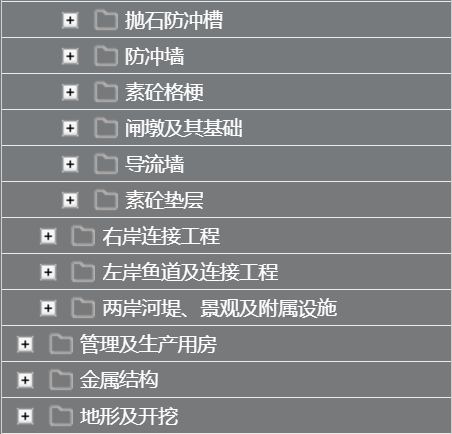 抛石防冲槽
防冲墙
素砼格梗
闸墩及其基础
导流墙
素砼垫层
右岸连接工程
左岸鱼道及连接工程
两岸河堤、景观及附属设施
管理及生产用房
金属结构
地形及开挖